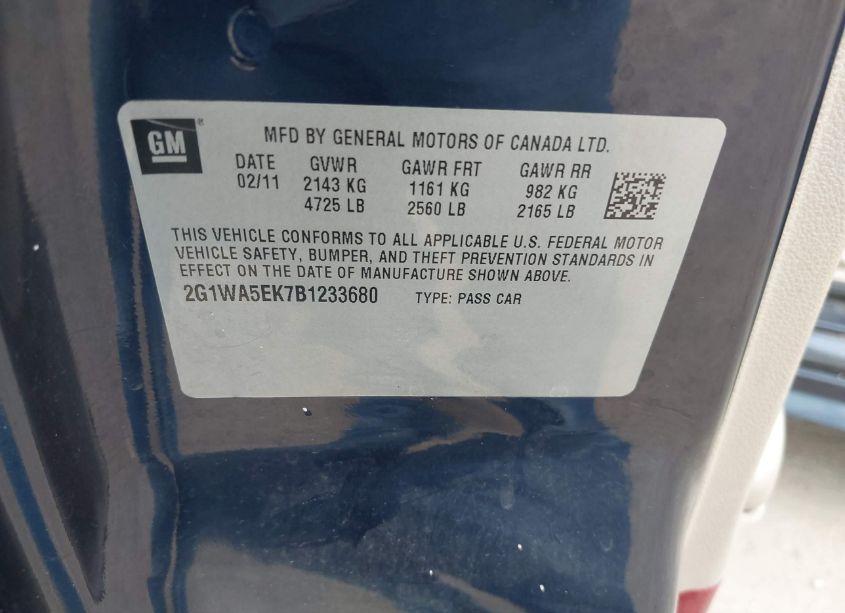 GM®
MFD BY GENERAL MOTORS OF CANADA LTD.
DATE GVWR GAWR FRT GAWR RR
02/11 2143 KG 1161 KG 982 KG
4725 LB 2560 LB 2165 LB
THIS VEHICLE CONFORMS TO ALL APPLICABLE U.S. FEDERAL MOTOR
VEHICLE SAFETY, BUMPER, AND THEFT PREVENTION STANDARDS IN
EFFECT ON THE DATE OF MANUFACTURE SHOWN ABOVE.
2G1WA5EK7B1233680 TYPE: PASS CAR